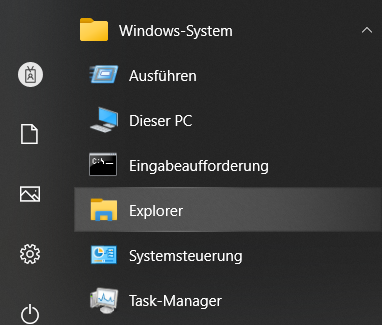 Windows-System
Ausführen
Dieser PC
Eingabeaufforderung
Explorer
Systemsteuerung
Task-Manager